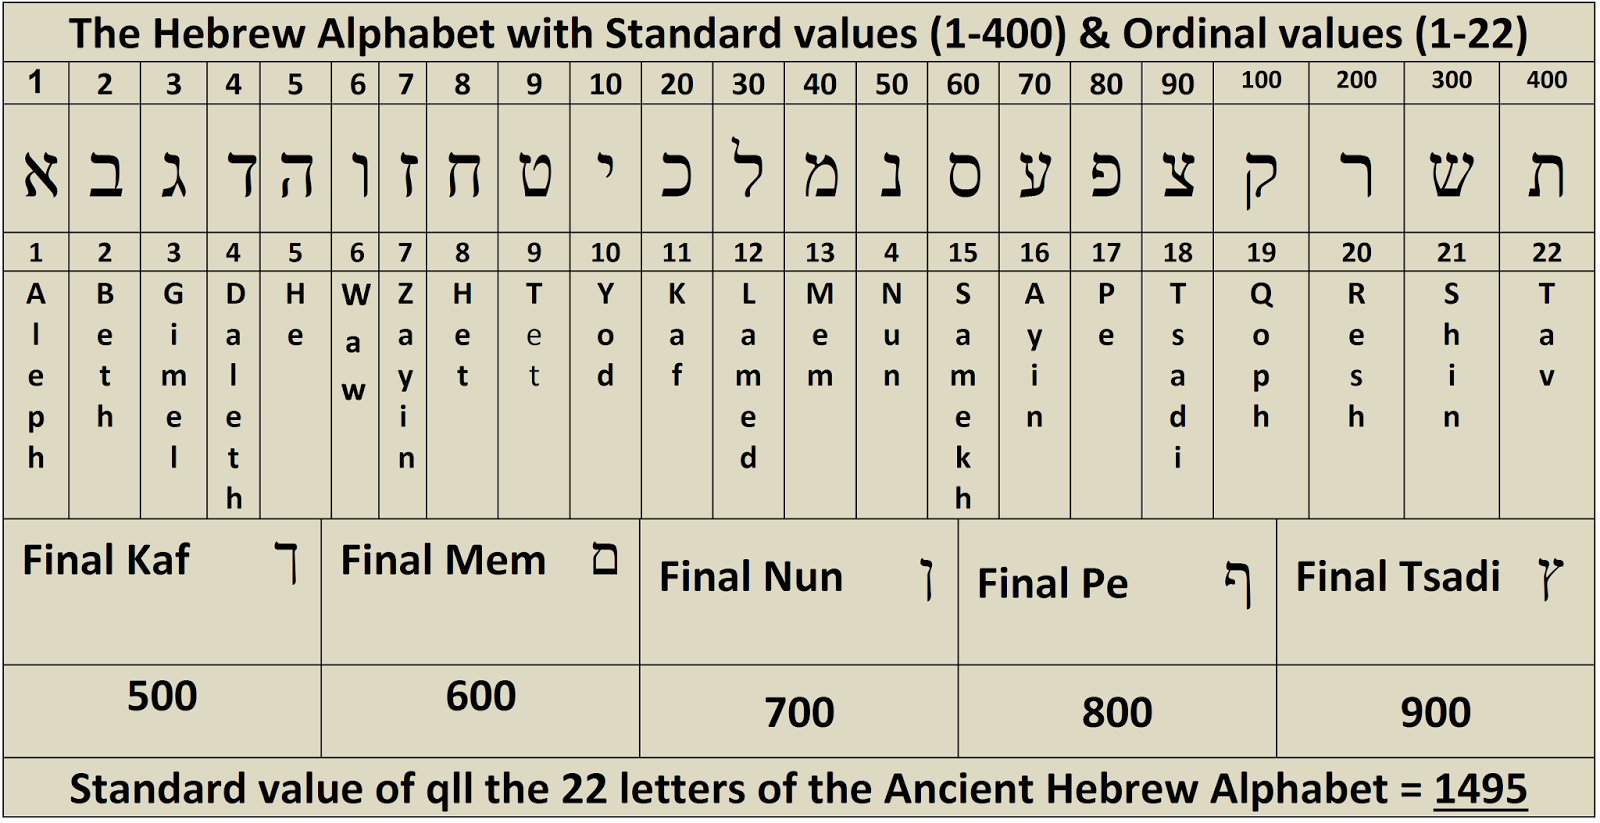 The Hebrew Alphabet with Standard values (1-400) & Ordinal values (1-22)
1 2 3 4 5 6 7 8 9 10 20 30 40 50 60 70 80 90 100 200 300 400
א ב ג ד ה ו ז ח ט י כ ל מ נ ס ע פ צ ק ר ש ת
1 2 3 4 5 6 7 8 9 10 11 12 13 4 15 16 17 18 19 20 21 22
Aleph Beth Gimel Daleth He Waw Zayin Het Tet Yod Kaf Lamed Mem Nun Samekh Ayin Pe Tsadi Qoph Resh Shin Tav
Final Kaf ך Final Mem ם Final Nun ן Final Pe ף Final Tsadi ץ
500 600 700 800 900
Standard value of qll the 22 letters of the Ancient Hebrew Alphabet = 1495